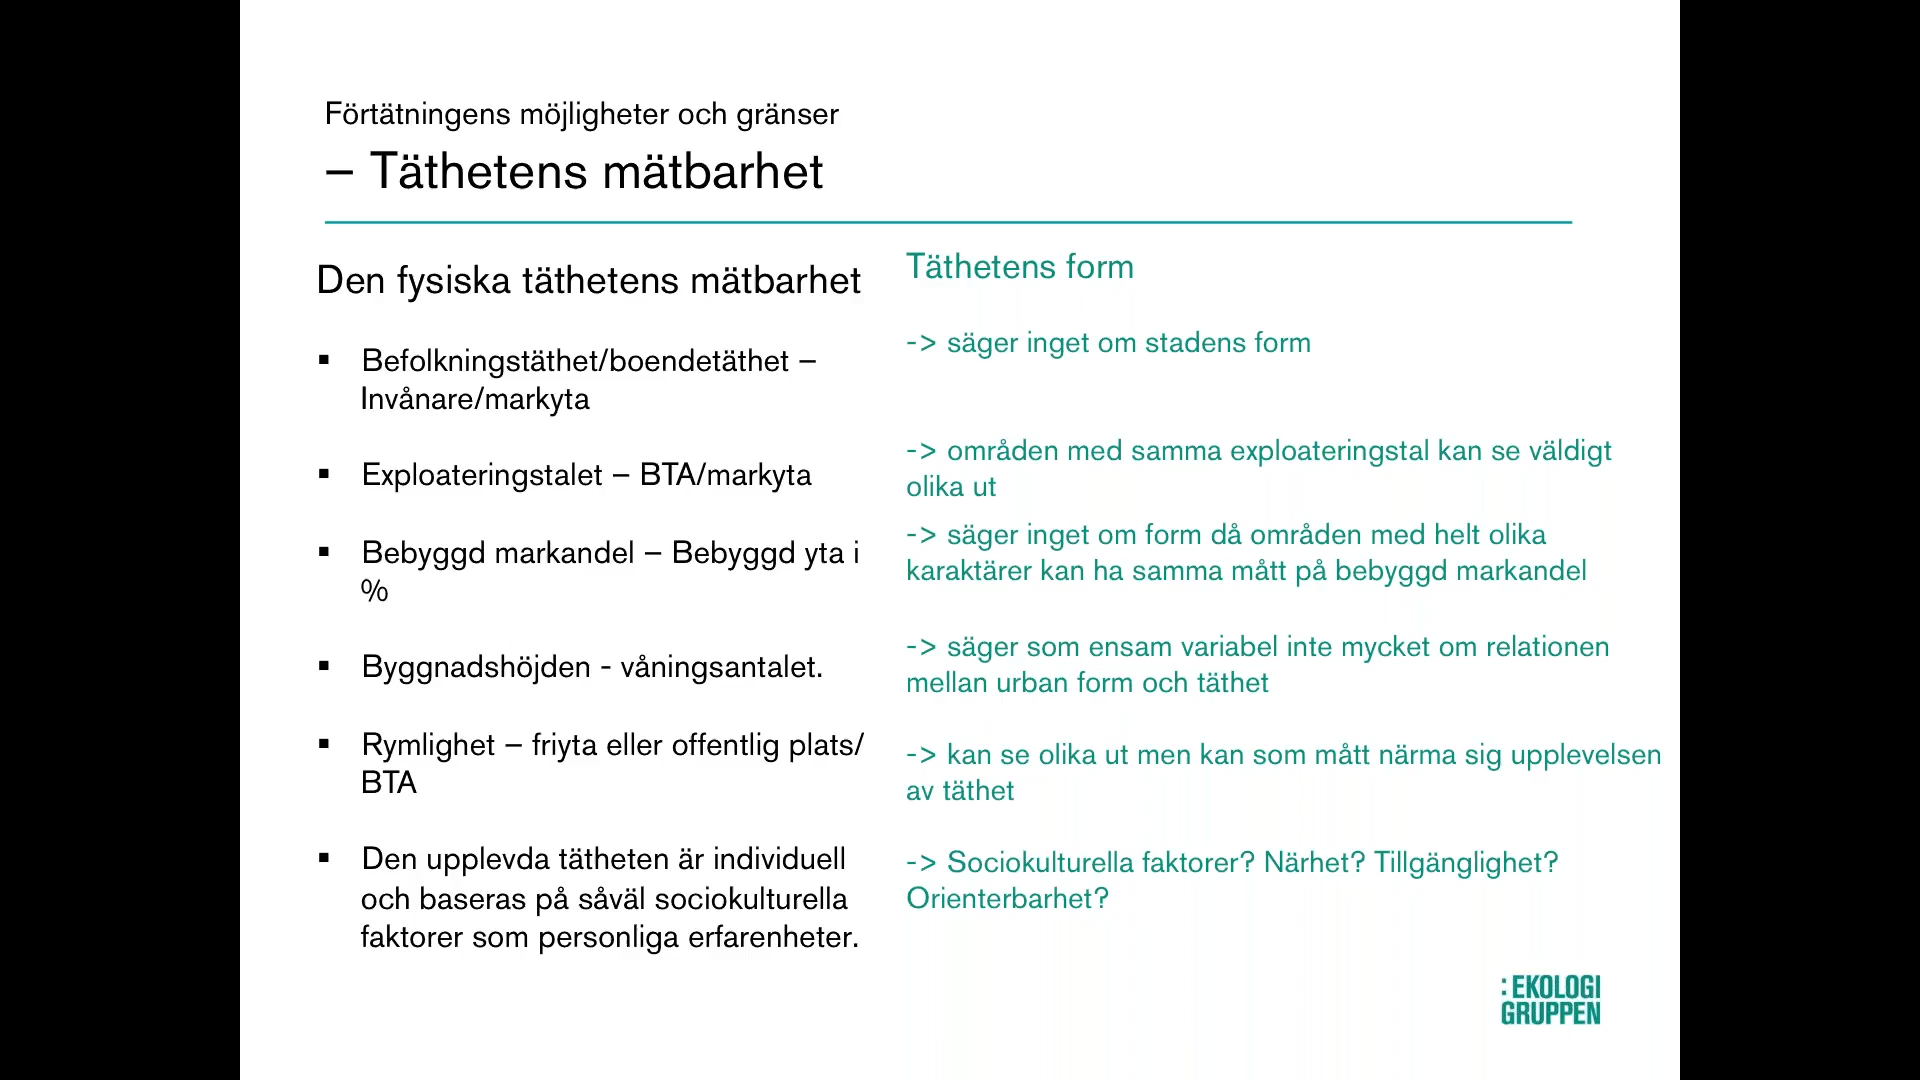 Förtätningens möjligheter och gränser
– Täthetens mätbarhet
Den fysiska täthetens mätbarhet
▪ Befolkningstäthet/boendetäthet –
Invånare/markyta
▪ Exploateringstalet – BTA/markyta
▪ Bebyggd markandel – Bebyggd yta i
%
▪ Byggnadshöjden - våningsantalet.
▪ Rymlighet – friyta eller offentlig plats/
BTA
▪ Den upplevda tätheten är individuell
och baseras på såväl sociokulturella
faktorer som personliga erfarenheter.
Täthetens form
-> säger inget om stadens form
-> områden med samma exploateringstal kan se väldigt
olika ut
-> säger inget om form då områden med helt olika
karaktärer kan ha samma mått på bebyggd markandel
-> säger som ensam variabel inte mycket om relationen
mellan urban form och täthet
-> kan se olika ut men kan som mått närma sig upplevelsen
av täthet
-> Sociokulturella faktorer? Närhet? Tillgänglighet?
Orienterbarhet?
:EKOLOGI
GRUPPEN